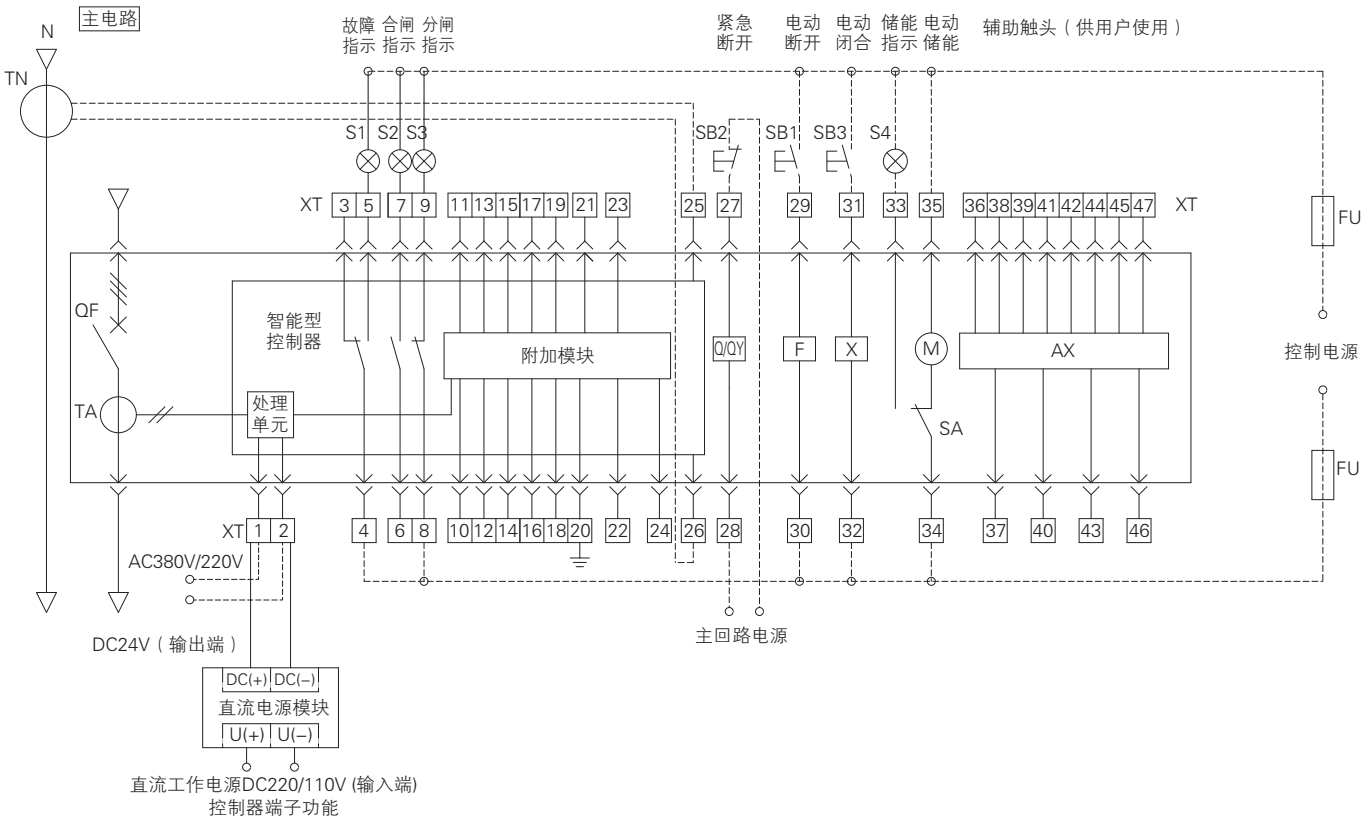 主电路
故障 合闸 分闸
指示 指示 指示
紧急
断开
电动 电动 储能 电动
断开 闭合 指示 储能
辅助触头（供用户使用）
N
TN
S1 S2 S3
SB2 SB1 SB3 S4
XT 3 5 7 9 11 13 15 17 19 21 23 25 27 29 31 33 35 36 38 39 41 42 44 45 47 XT
FU
QF
智能型
控制器
附加模块
Q/QY F X M AX
控制电源
TA
处理
单元
SA
FU
XT 1 2 4 6 8 10 12 14 16 18 20 22 24 26 28 30 32 34 37 40 43 46
AC380V/220V
主回路电源
DC24V（输出端）
DC(+) DC(−)
直流电源模块
U(+) U(−)
直流工作电源DC220/110V (输入端)
控制器端子功能